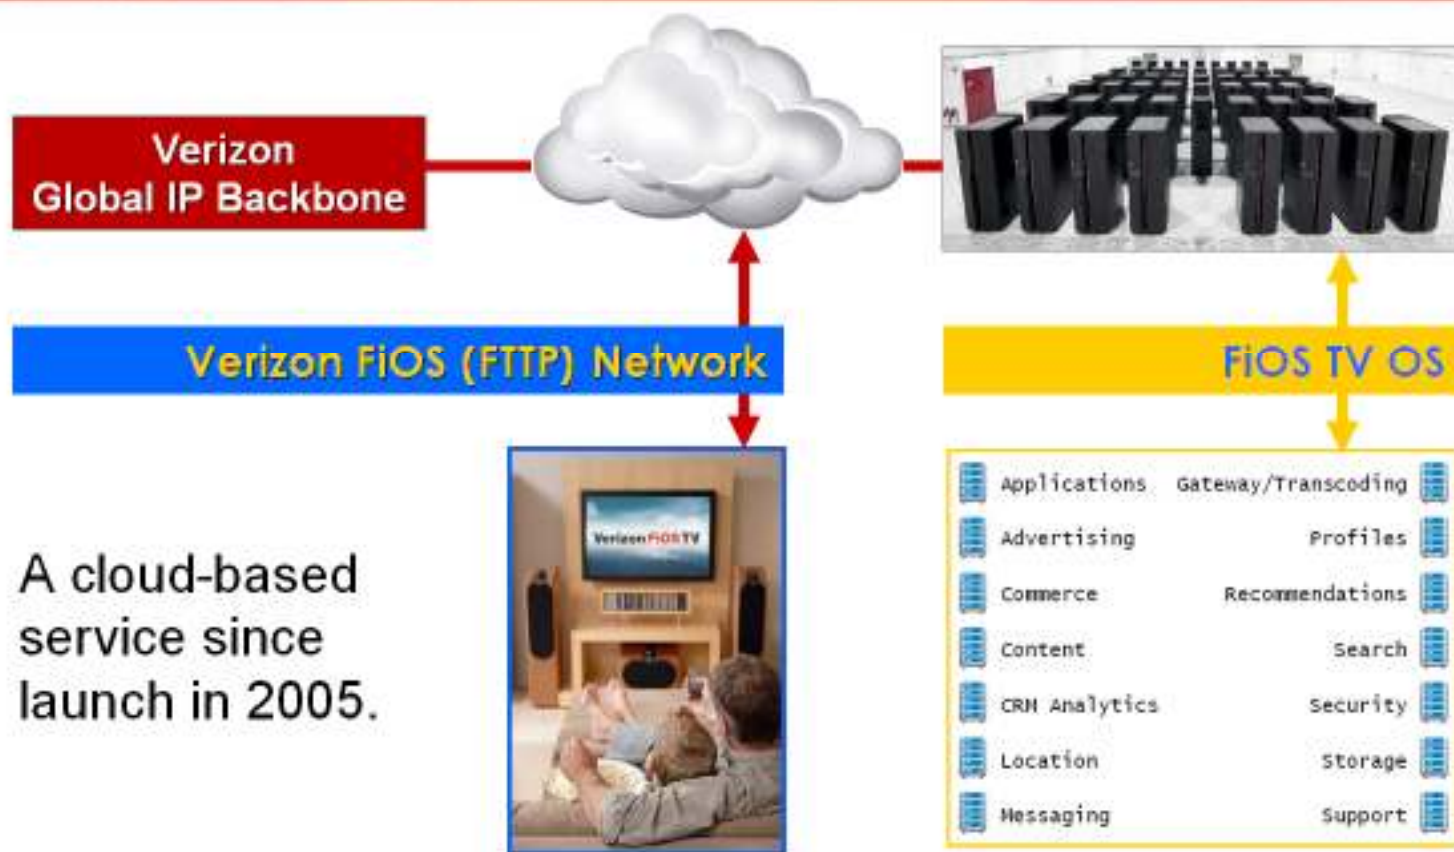 Verizon
Global IP Backbone
Verizon FiOS (FTTP) Network
FiOS TV OS
A cloud-based
service since
launch in 2005.
Verizon FiOS TV
Applications
Gateway/Transcoding
Advertising
Profiles
Commerce
Recommendations
Content
Search
CRM Analytics
Security
Location
Storage
Messaging
Support